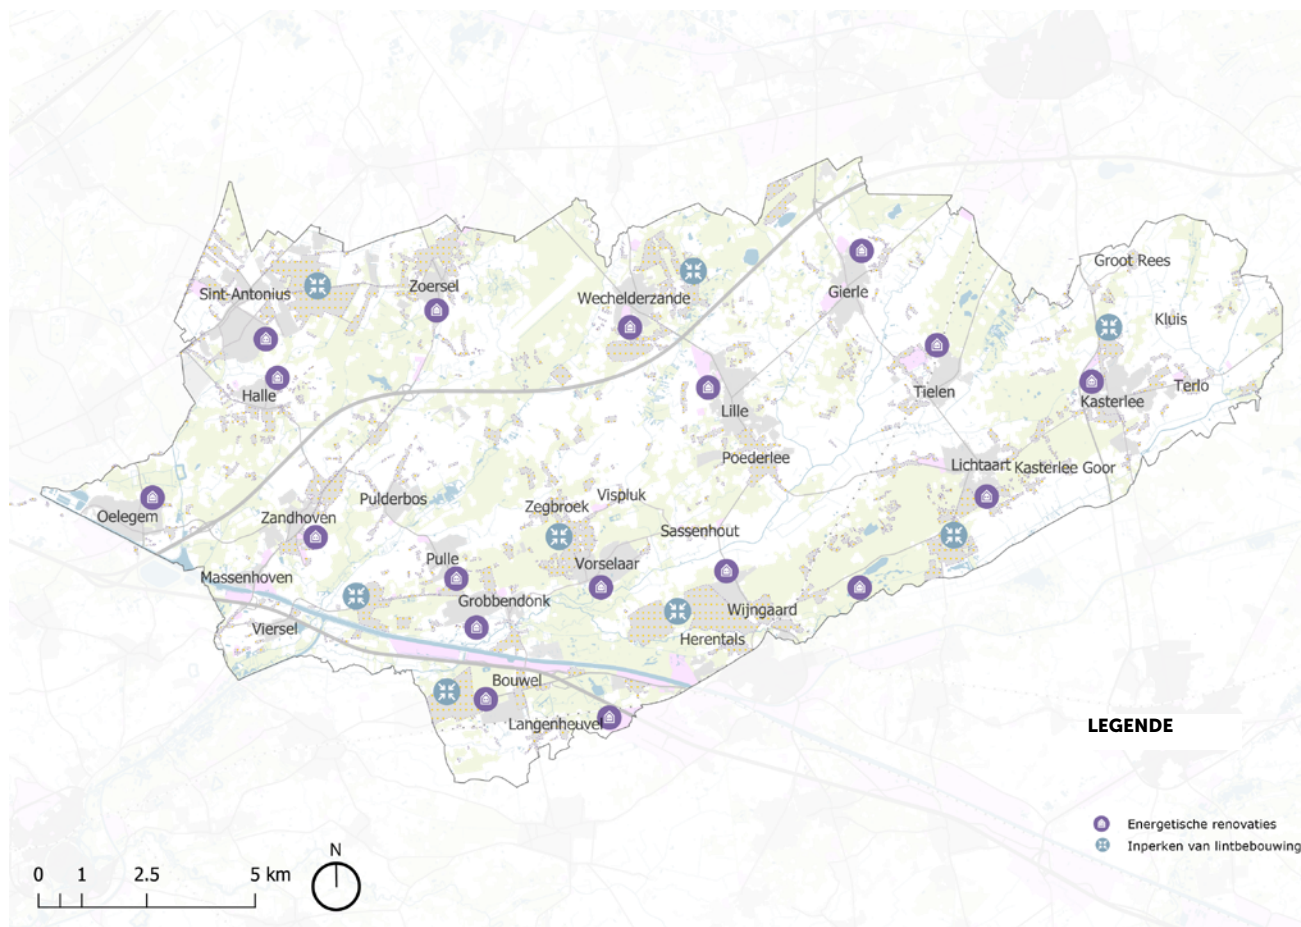 Groot Rees
Sint-Antonius
Zoersel
Wechelderzande
Gierle
Kluis
Halle
Lille
Tielen
Terlo
Kasterlee
Poederlee
Lichtaart
Kasterlee Goor
Oelegem
Zandhoven
Pulderbos
Zegbroek
Vispluk
Sassenhout
Massenhoven
Pulle
Vorselaar
Viersel
Grobbendonk
Wijngaard
Herentals
Bouwel
Langenheuvel
LEGENDE
Energetische renovaties
Inperken van lintbebouwing
N
0 1 2.5 5 km